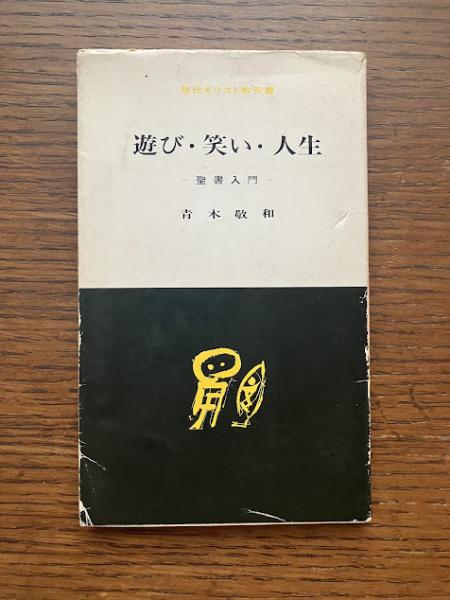 現代キリスト教双書
遊び・笑い・人生
－聖書入門－
青木敬和